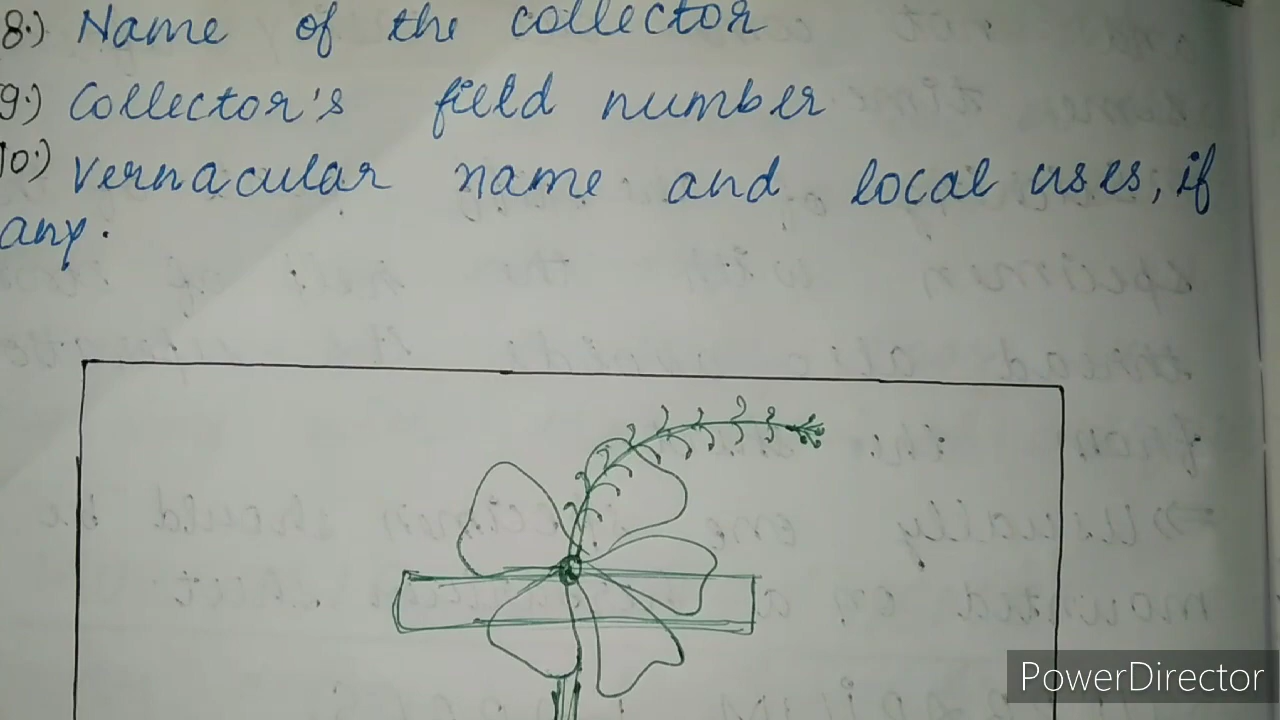 8.) Name of the collector
9.) Collector's field number
10.) Vernacular name and local uses, if
any.
PowerDirector